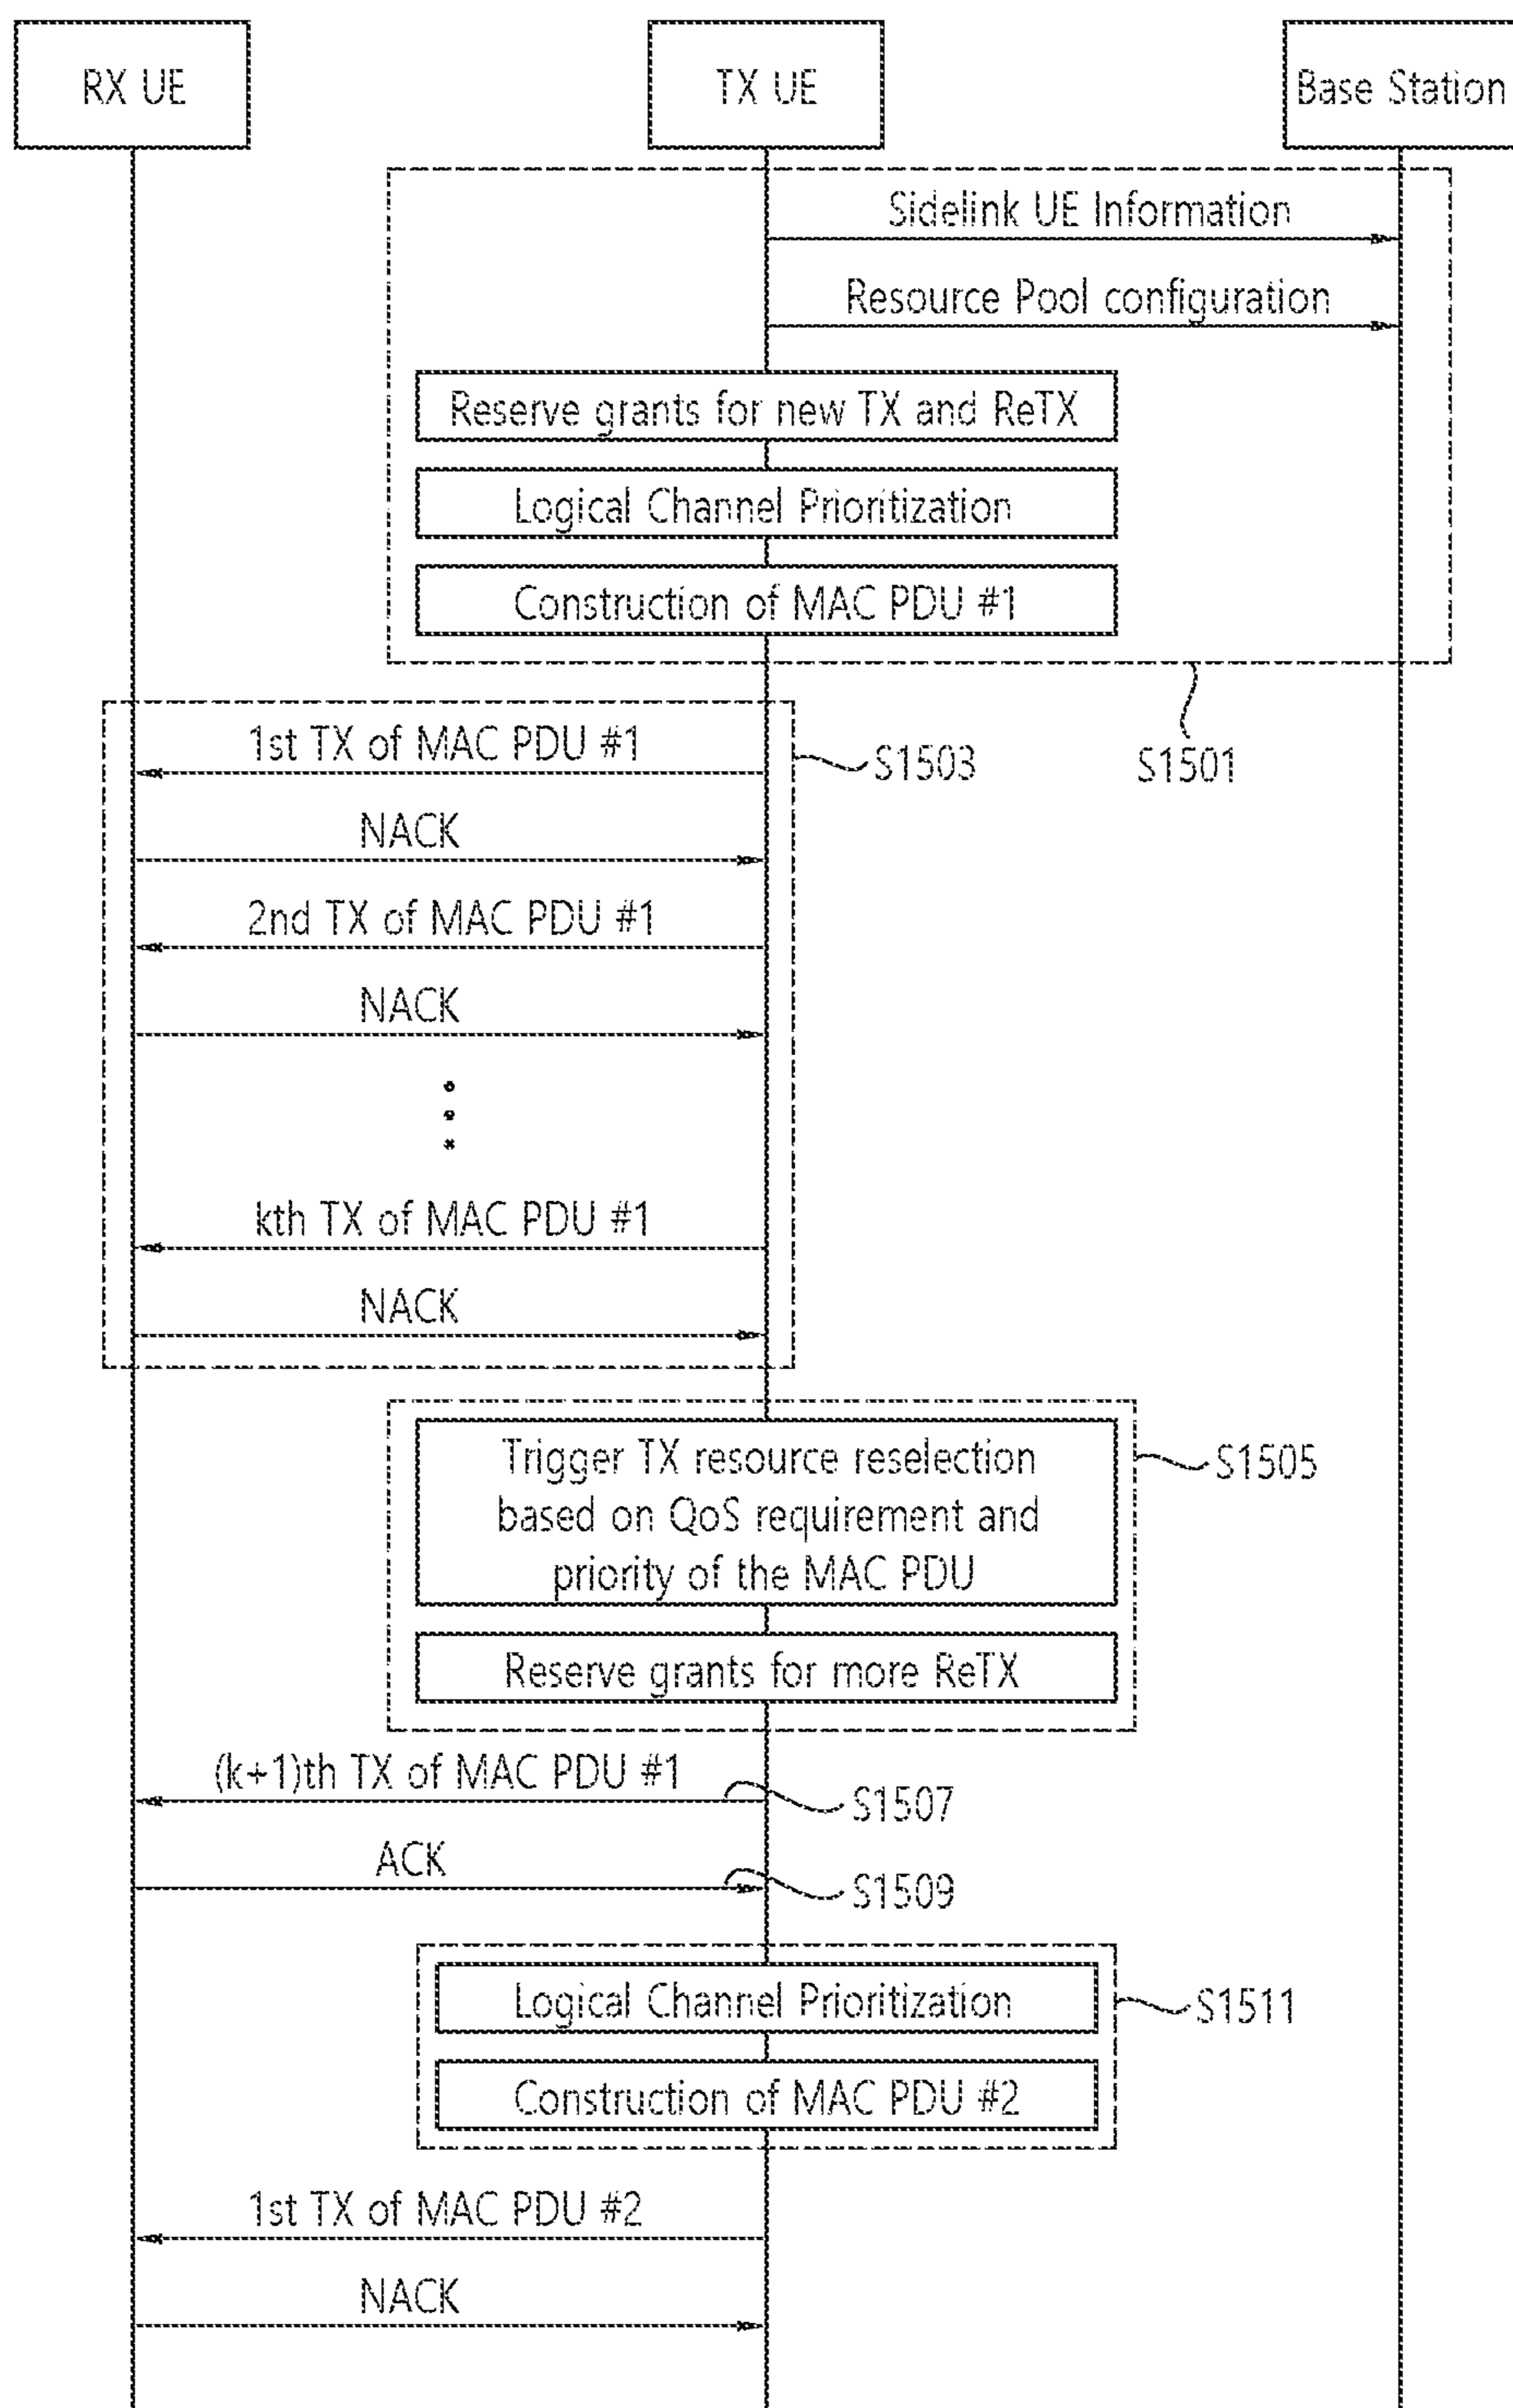 RX UE
TX UE
Base Station
Sidelink UE Information
Resource Pool configuration
Reserve grants for new TX and ReTX
Logical Channel Prioritization
Construction of MAC PDU #1
S1501
1st TX of MAC PDU #1
S1503
NACK
2nd TX of MAC PDU #1
NACK
kth TX of MAC PDU #1
NACK
Trigger TX resource reselection
based on QoS requirement and
priority of the MAC PDU
S1505
Reserve grants for more ReTX
(k+1)th TX of MAC PDU #1
S1507
ACK
S1509
Logical Channel Prioritization
S1511
Construction of MAC PDU #2
1st TX of MAC PDU #2
NACK